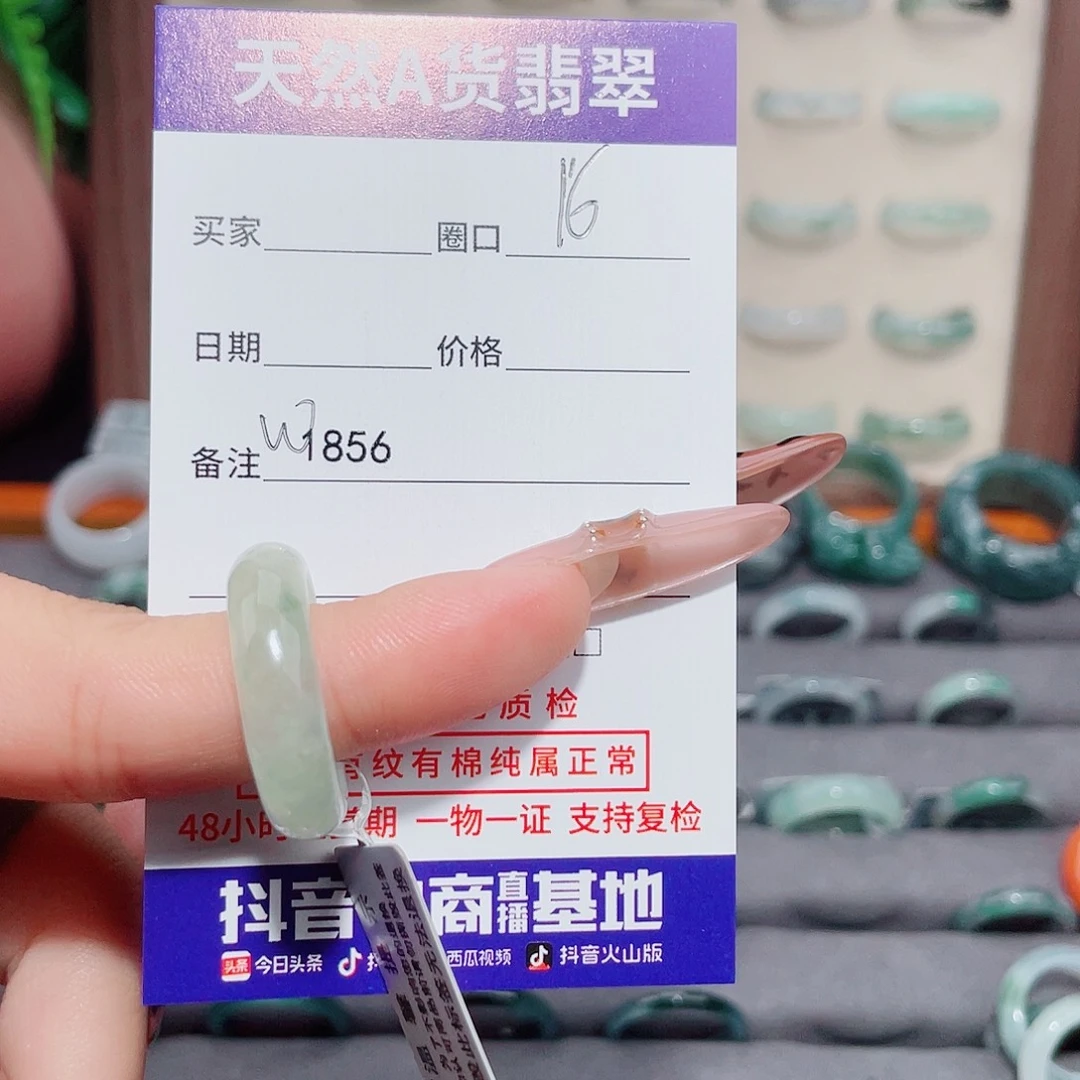 天然A货翡翠
买家 圈口 16
日期 价格
备注 W1856
质检
纹有棉纯属正常
48小时 期 一物一证 支持复检
抖音 商直播基地
今日头条 西瓜视频 抖音火山版